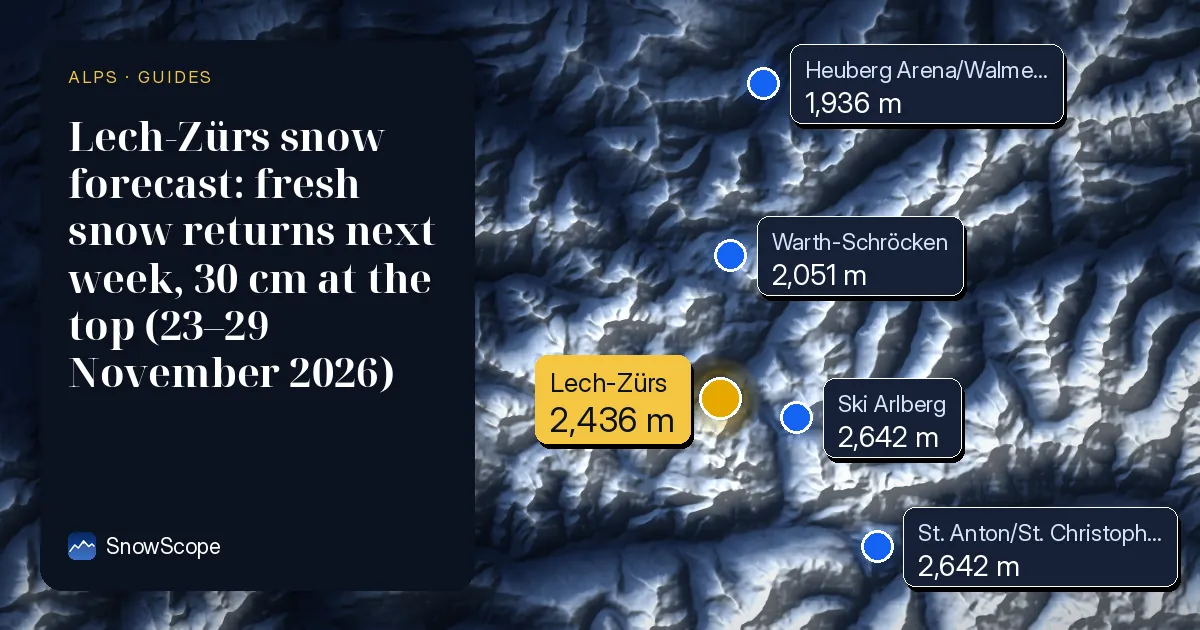 ALPS · GUIDES
Lech-Zürs snow
forecast: fresh
snow returns next
week, 30 cm at the
top (23–29
November 2026)
SnowScope
Heuberg Arena/Walme...
1,936 m
Warth-Schröcken
2,051 m
Lech-Zürs
2,436 m
Ski Arlberg
2,642 m
St. Anton/St. Christoph...
2,642 m